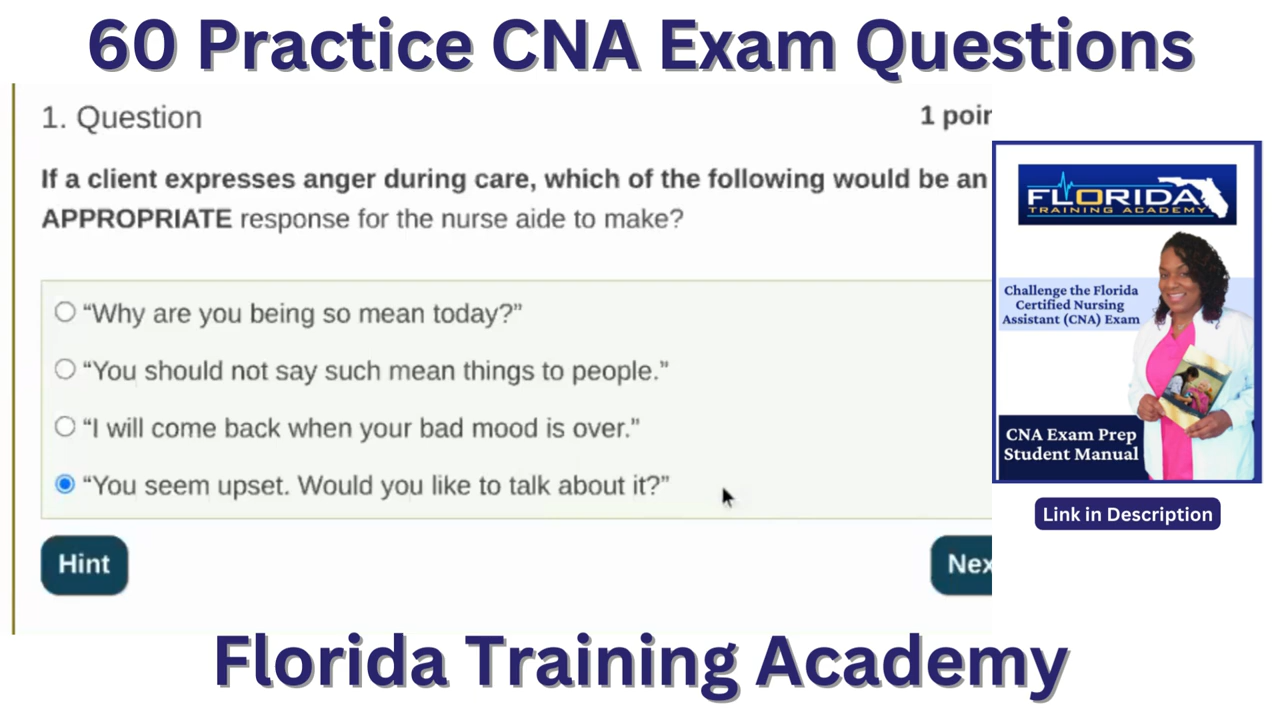 60 Practice CNA Exam Questions
1. Question
1 poir
If a client expresses anger during care, which of the following would be an
APPROPRIATE response for the nurse aide to make?
“Why are you being so mean today?”
“You should not say such mean things to people.”
“I will come back when your bad mood is over.”
“You seem upset. Would you like to talk about it?”
Hint
Nex
FLORIDA
TRAINING ACADEMY
Challenge the Florida
Certified Nursing
Assistant (CNA) Exam
CNA Exam Prep
Student Manual
Link in Description
Florida Training Academy